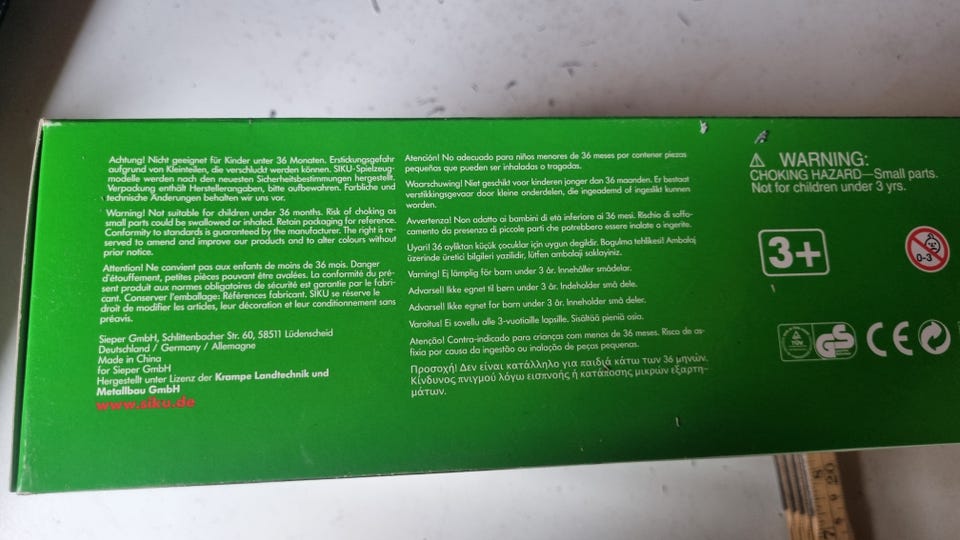 Achtung! Nicht geeignet für Kinder unter 36 Monaten. Erstickungsgefahr
aufgrund von Kleinteilen, die verschluckt werden können. SIKU-Spielzeug-
modelle werden nach den neuesten Sicherheitsbestimmungen hergestellt.
Verpackung enthält Herstellerangaben, bitte aufbewahren. Farbliche und
technische Änderungen behalten wir uns vor.
Warning! Not suitable for children under 36 months. Risk of choking as
small parts could be swallowed or inhaled. Retain packaging for reference.
Conformity to standards is guaranteed by the manufacturer. The right is re-
served to amend and improve our products and to alter colours without
prior notice.
Attention! Ne convient pas aux enfants de moins de 36 mois. Danger
d'étouffement, petites pièces pouvant être avalées. La conformité du pré-
sent produit aux normes obligatoires de sécurité est garantie par le fabri-
cant. Conserver l'emballage: Références fabricant. SIKU se réserve le
droit de modifier les articles, leur décoration et leur conditionnement sans
préavis.
Sieper GmbH, Schlittenbacher Str. 60, 58511 Lüdenscheid
Deutschland / Germany / Allemagne
Made in China
for Sieper GmbH
Hergestellt unter Lizenz der Krampe Landtechnik und
Metallbau GmbH
www.siku.de
Atención! No adecuado para niños menores de 36 meses por contener piezas
pequeñas que pueden ser inhaladas o tragadas.
Waarschuwing! Niet geschikt voor kinderen jonger dan 36 maanden. Er bestaat
verstikkingsgevaar door kleine onderdelen, die ingeademd of ingeslikt kunnen
worden.
Avvertenza! Non adatto ai bambini di età inferiore ai 36 mesi. Rischio di soffo-
camento da presenza di piccole parti che potrebbero essere inalate o ingerite.
Uyari! 36 ayliktan küçük çocuklar için uygun degildir. Bogulma tehlikesi! Ambalaj
üzerinde üretici bilgileri yazilidir, lütfen ambalaji saklayiniz.
Varning! Ej lämplig för barn under 3 år. Innehåller smådelar.
Advarsel! Ikke egnet til børn under 3 år. Indeholder små dele.
Advarsel! Ikke egnet for barn under 3 år. Inneholder små deler.
Varoitus! Ei sovellu alle 3-vuotiaille lapsille. Sisältää pieniä osia.
Atenção! Contra-indicado para crianças com menos de 36 meses. Risco de as-
fixia por causa da ingestão ou inalação de peças pequenas.
Προσοχή! Δεν είναι κατάλληλο για παιδιά κάτω των 36 μηνών.
Κίνδυνος πνιγμού λόγω εισπνοής ή κατάποσης μικρών εξαρτη-
μάτων.
WARNING:
CHOKING HAZARD—Small parts.
Not for children under 3 yrs.
3+
0-3
TÜV
GS
CE